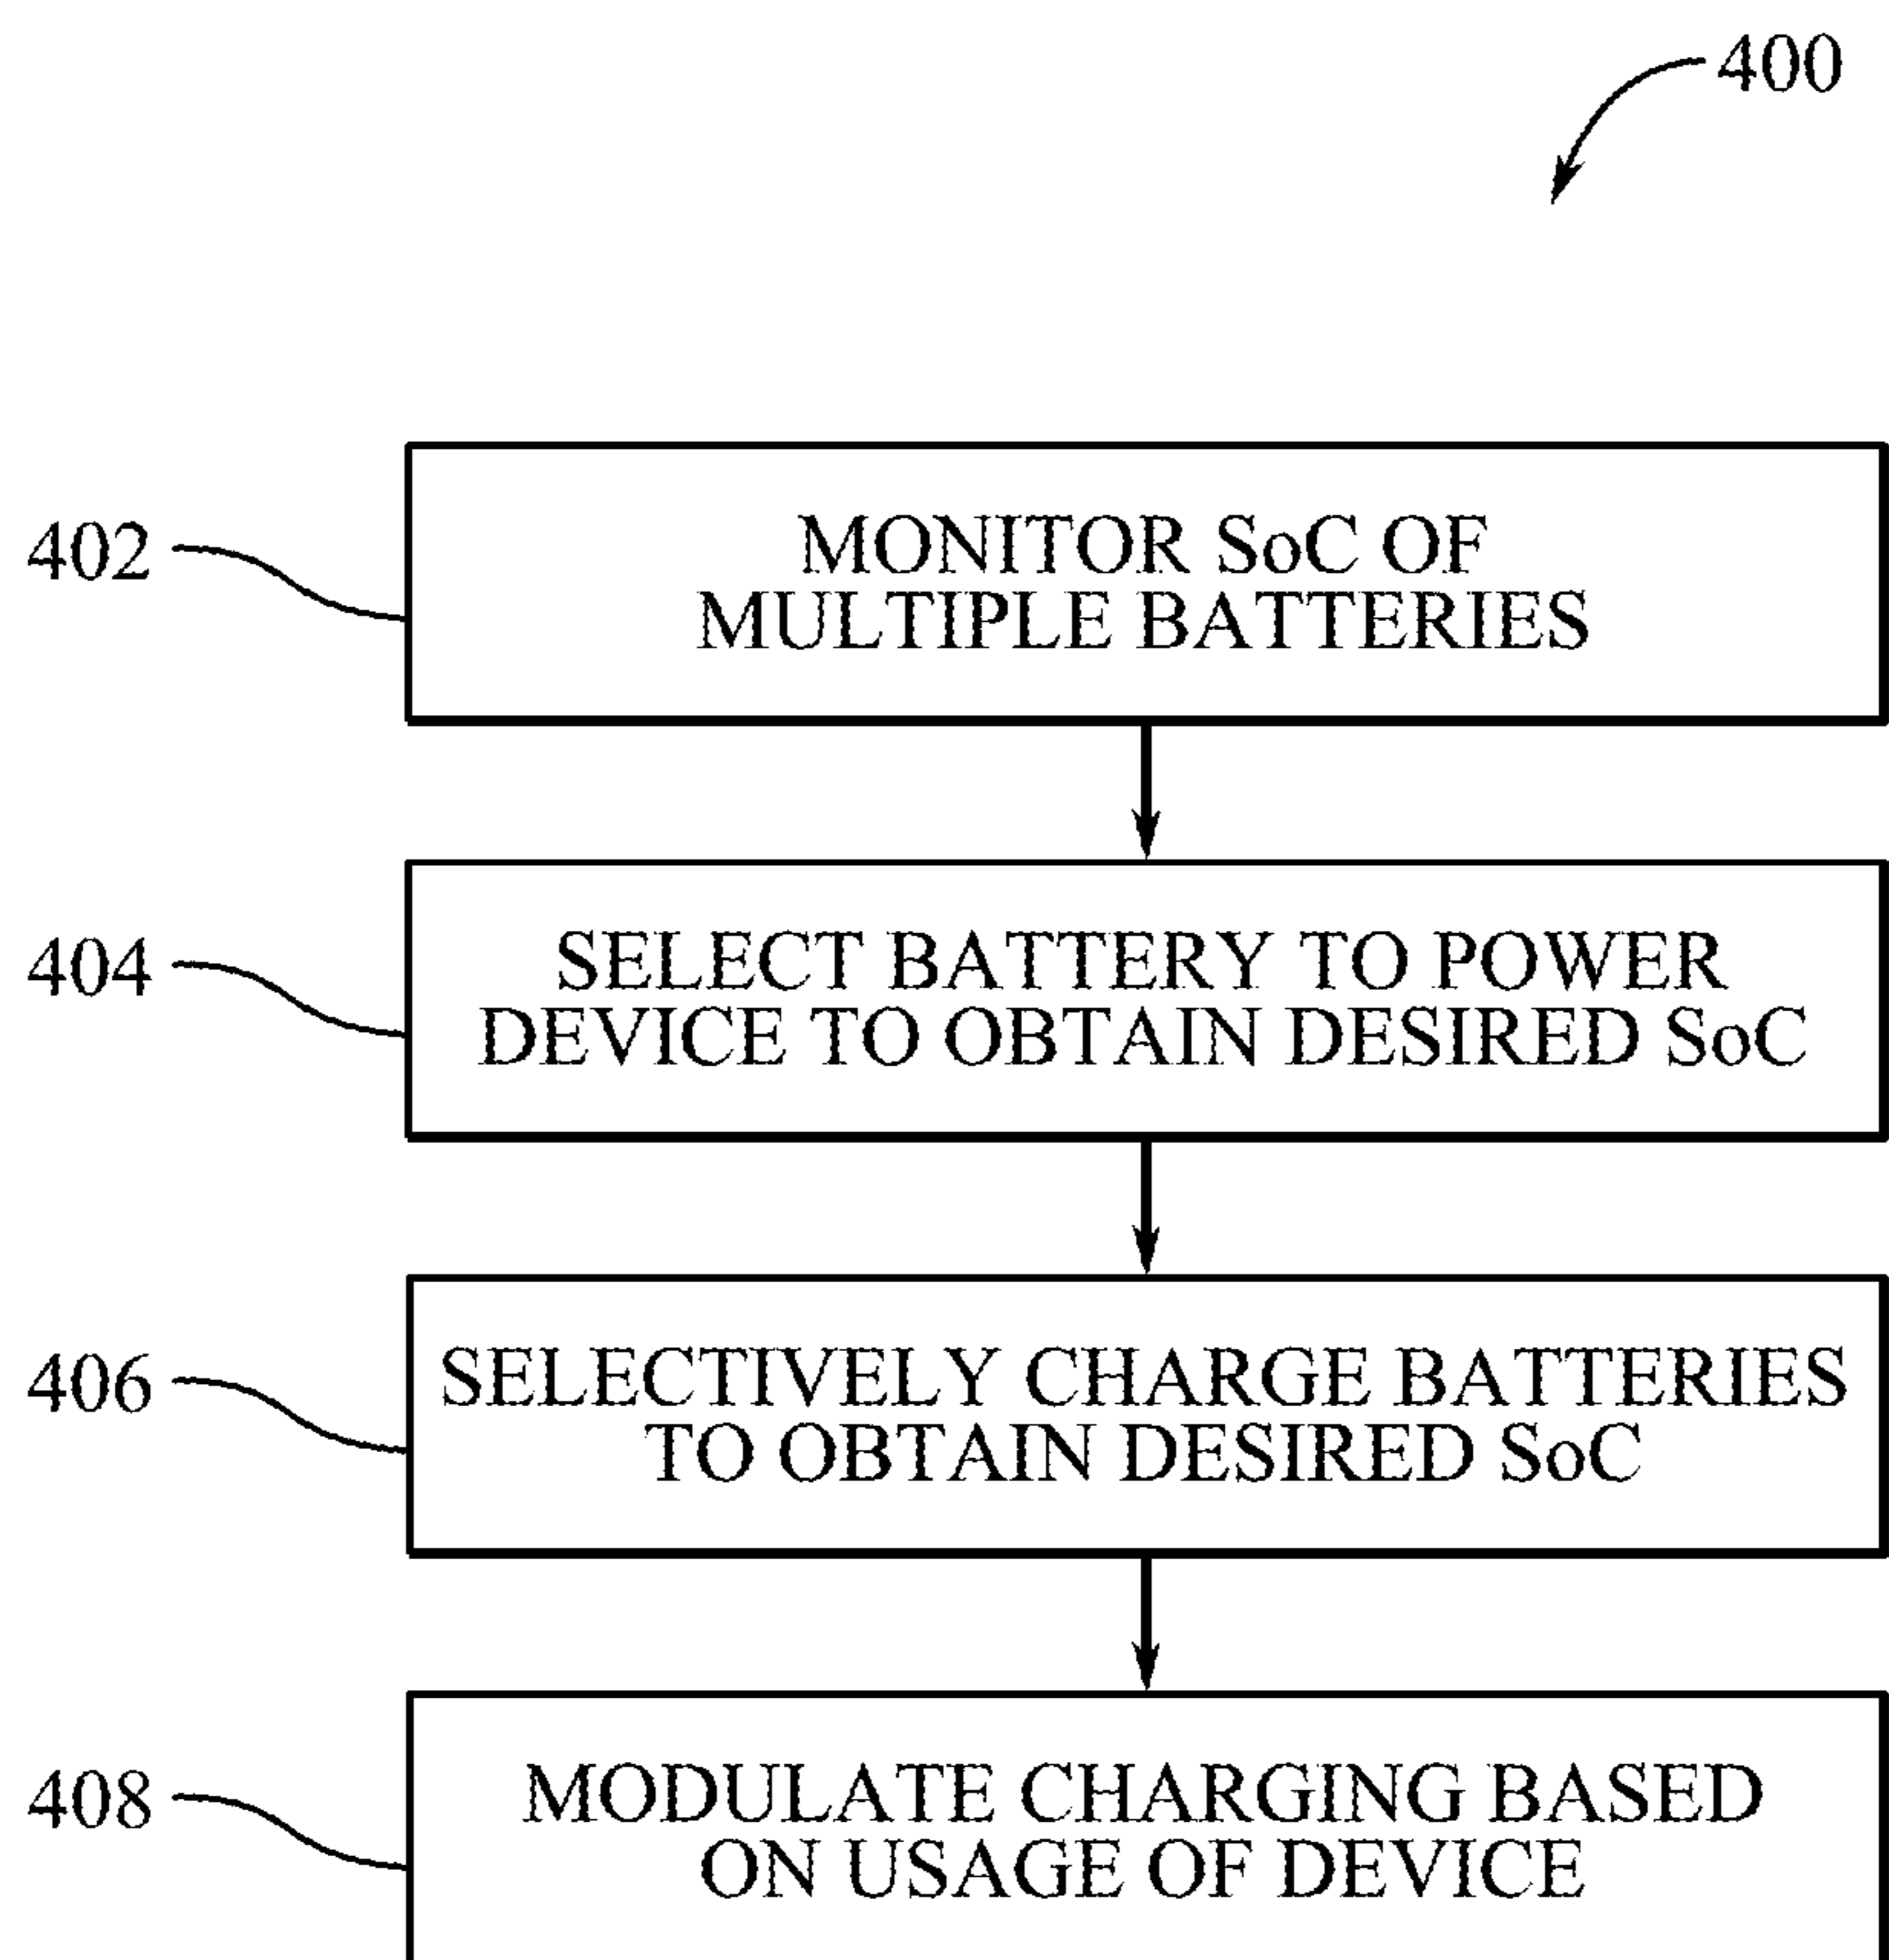 400
402
MONITOR SoC OF
MULTIPLE BATTERIES
404
SELECT BATTERY TO POWER
DEVICE TO OBTAIN DESIRED SoC
406
SELECTIVELY CHARGE BATTERIES
TO OBTAIN DESIRED SoC
408
MODULATE CHARGING BASED
ON USAGE OF DEVICE